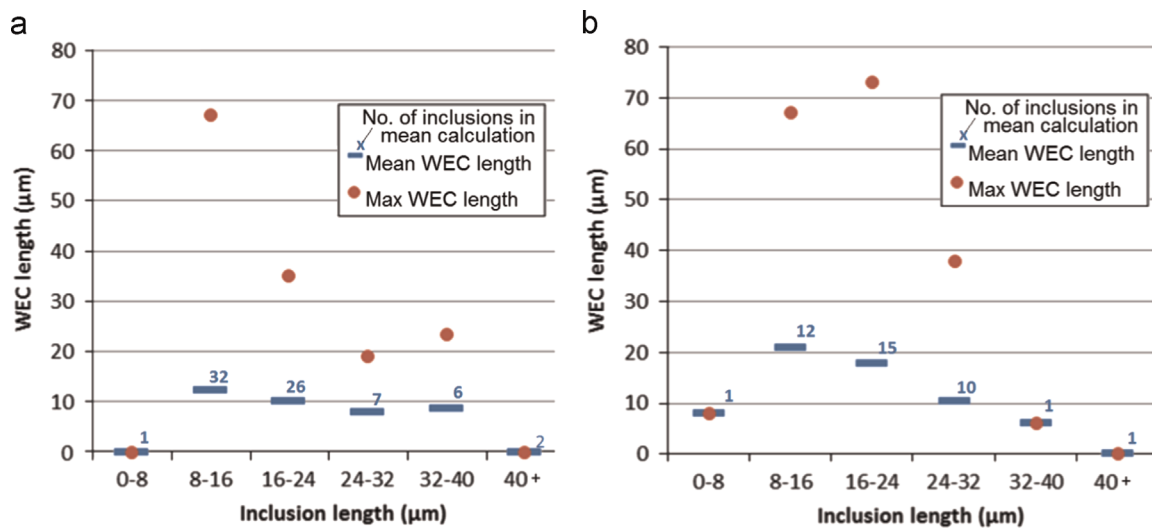 a
80
70
60
50
40
30
20
10
0
WEC length (µm)
No. of inclusions in
x mean calculation
Mean WEC length
Max WEC length
1
32
26
7
6
2
0-8 8-16 16-24 24-32 32-40 40+
Inclusion length (µm)
b
80
70
60
50
40
30
20
10
0
WEC length (µm)
No. of inclusions in
x mean calculation
Mean WEC length
Max WEC length
1
12
15
10
1
1
0-8 8-16 16-24 24-32 32-40 40+
Inclusion length (µm)